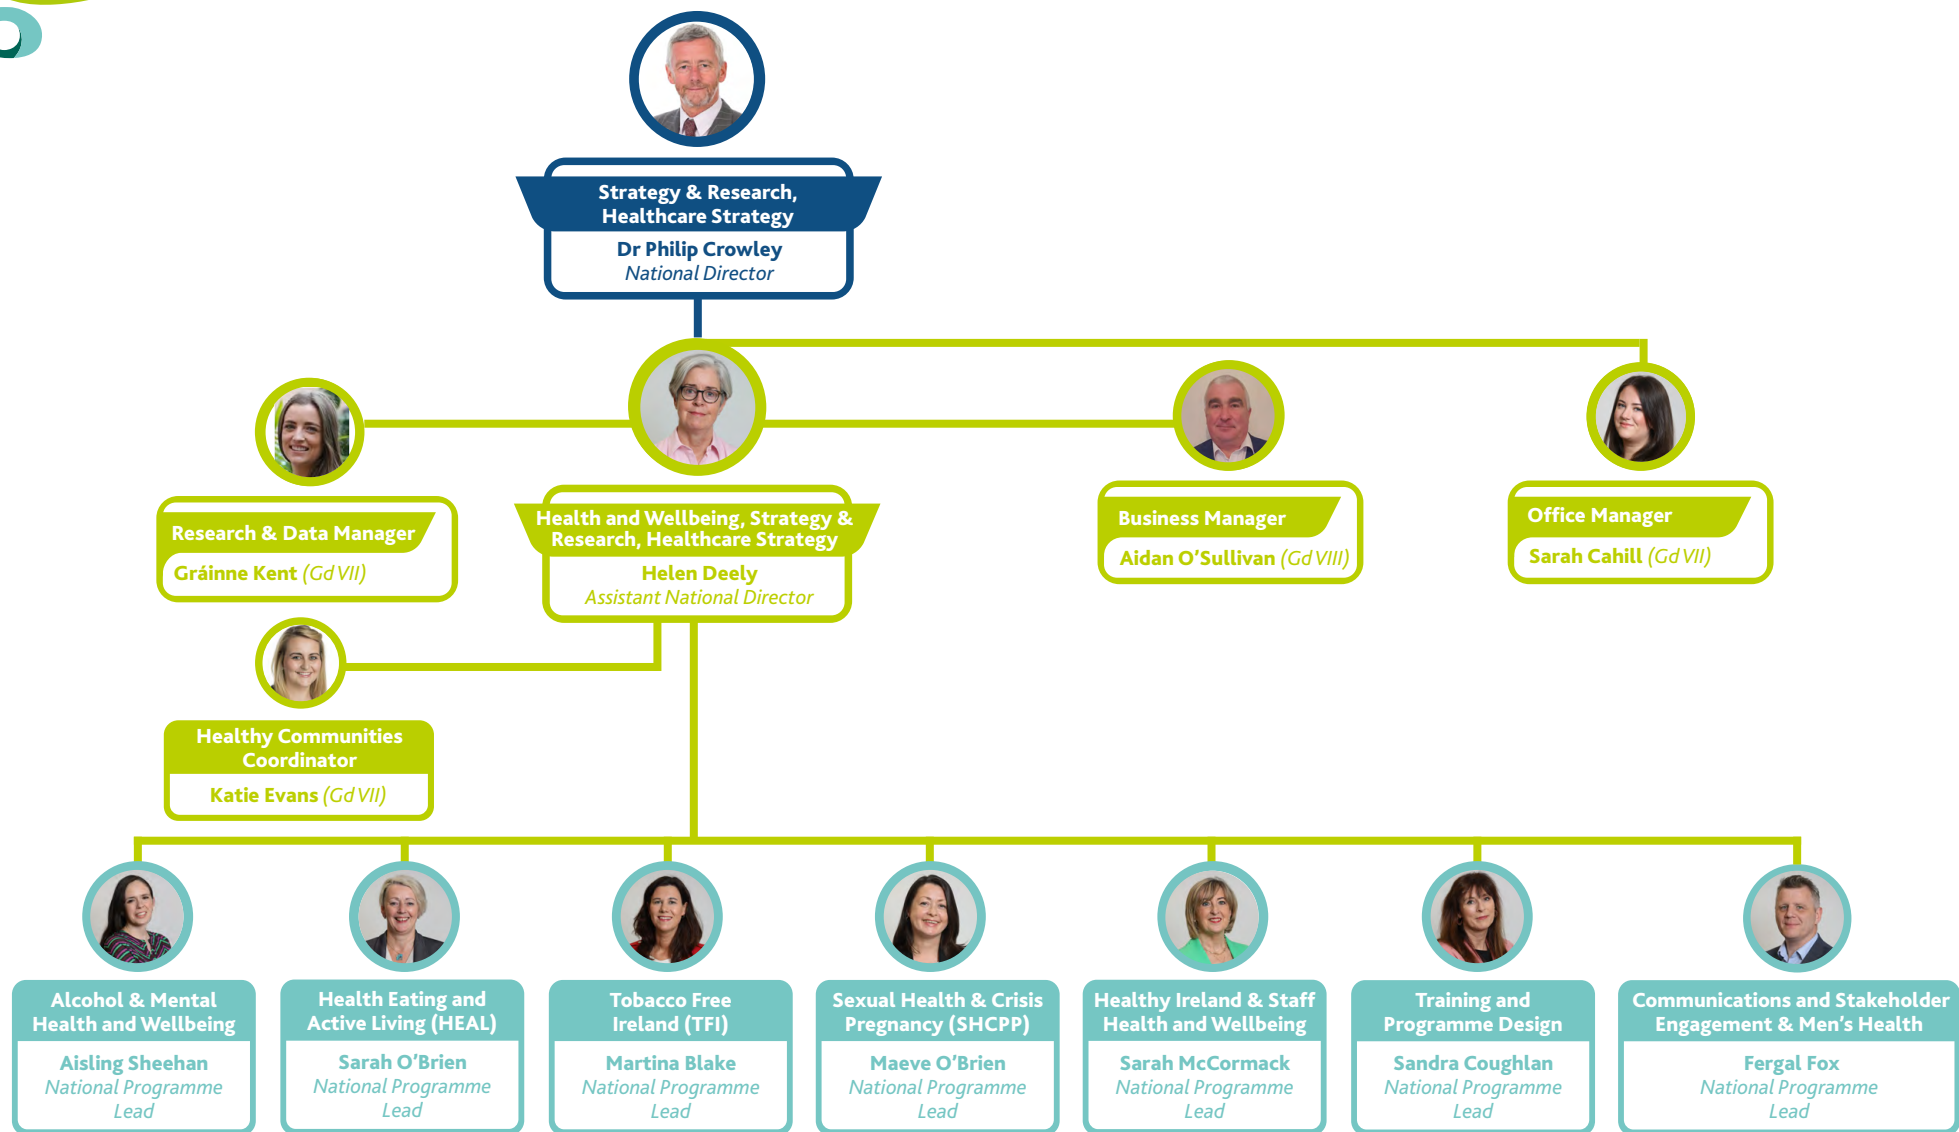 Strategy & Research,
Healthcare Strategy
Dr Philip Crowley
National Director
Research & Data Manager
Gráinne Kent (Gd VII)
Health and Wellbeing, Strategy &
Research, Healthcare Strategy
Helen Deely
Assistant National Director
Business Manager
Aidan O’Sullivan (Gd VIII)
Office Manager
Sarah Cahill (Gd VII)
Healthy Communities
Coordinator
Katie Evans (Gd VII)
Alcohol & Mental
Health and Wellbeing
Aisling Sheehan
National Programme
Lead
Health Eating and
Active Living (HEAL)
Sarah O’Brien
National Programme
Lead
Tobacco Free
Ireland (TFI)
Martina Blake
National Programme
Lead
Sexual Health & Crisis
Pregnancy (SHCPP)
Maeve O’Brien
National Programme
Lead
Healthy Ireland & Staff
Health and Wellbeing
Sarah McCormack
National Programme
Lead
Training and
Programme Design
Sandra Coughlan
National Programme
Lead
Communications and Stakeholder
Engagement & Men’s Health
Fergal Fox
National Programme
Lead